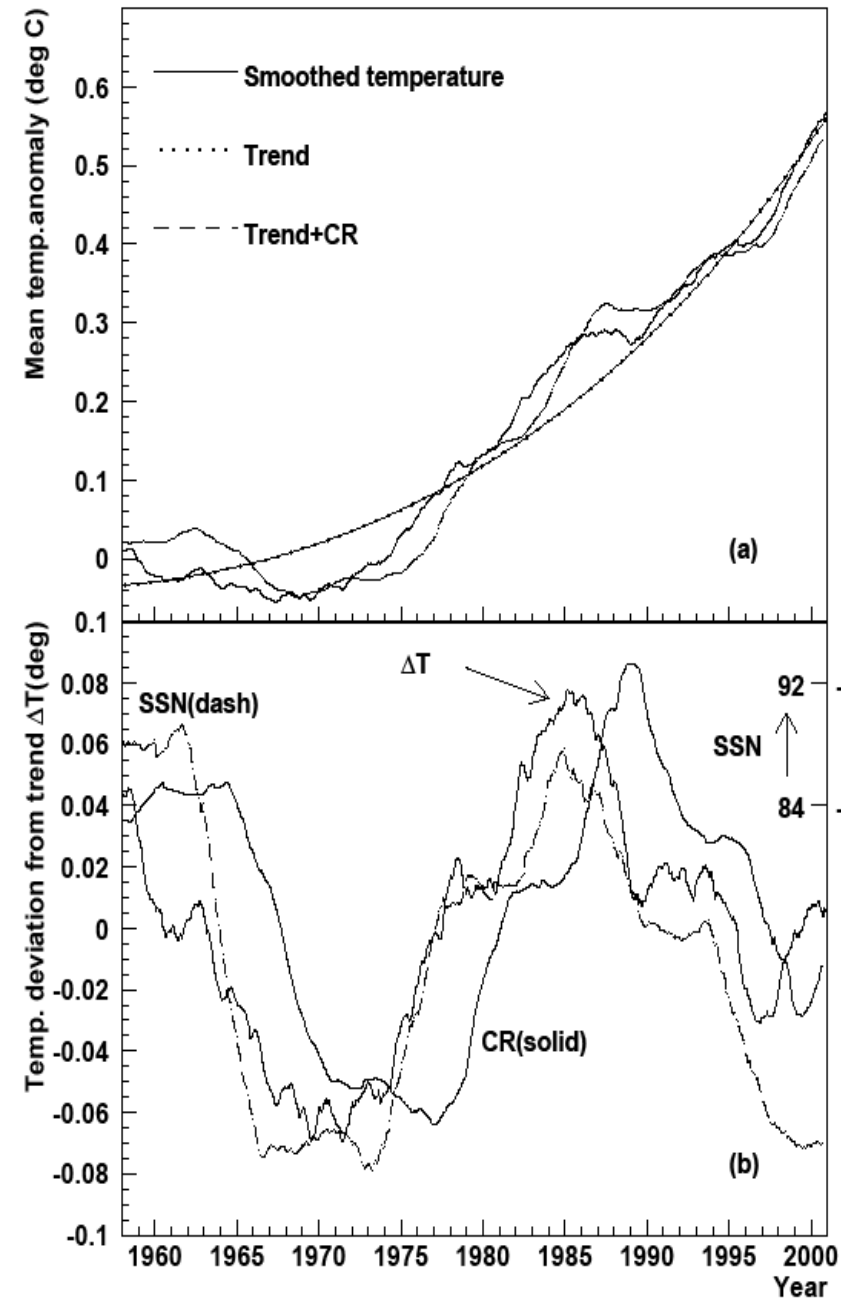 Mean temp.anomaly (deg C)
0.6
0.5
0.4
0.3
0.2
0.1
0
Smoothed temperature
Trend
Trend+CR
(a)
Temp. deviation from trend ΔT(deg)
0.1
0.08
0.06
0.04
0.02
0
-0.02
-0.04
-0.06
-0.08
-0.1
SSN(dash)
ΔT
92
SSN
84
CR(solid)
(b)
1960 1965 1970 1975 1980 1985 1990 1995 2000
Year